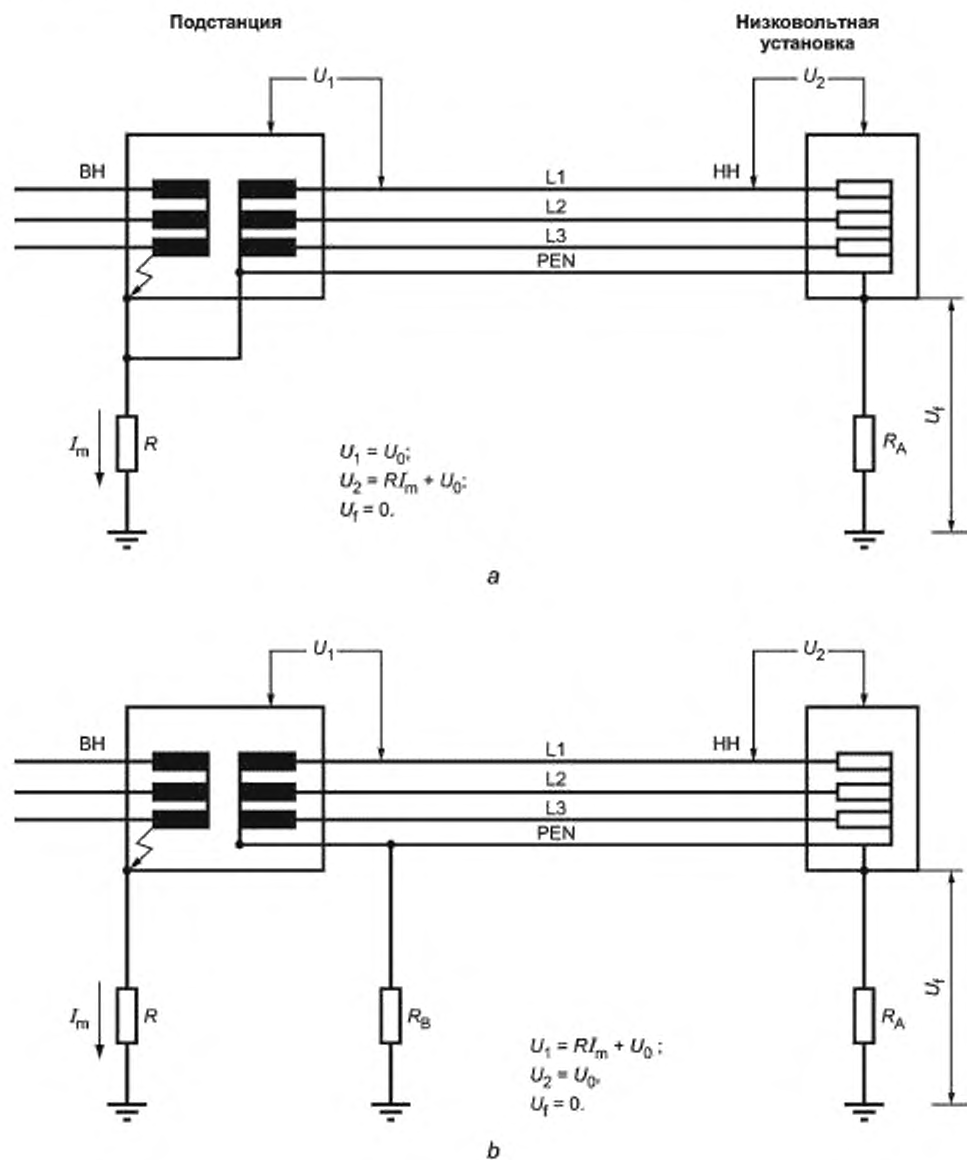 Подстанция
Низковольтная
установка
U1
U2
ВН
L1
НН
L2
L3
PEN
Im
R
RA
Uf
U1 = U0;
U2 = RIm + U0;
Uf = 0.
a
U1
U2
ВН
L1
НН
L2
L3
PEN
Im
R
RB
RA
Uf
U1 = RIm + U0 ;
U2 = U0,
Uf = 0.
b